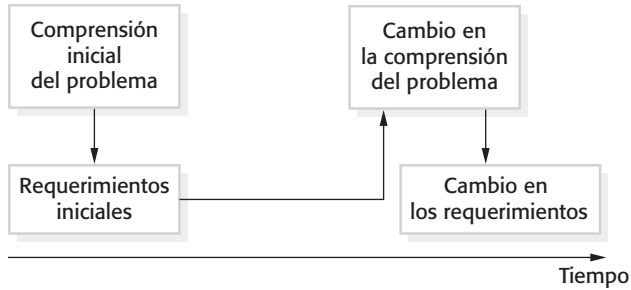 Comprensión
inicial
del problema
Cambio en
la comprensión
del problema
Requerimientos
iniciales
Cambio en
los requerimientos
Tiempo